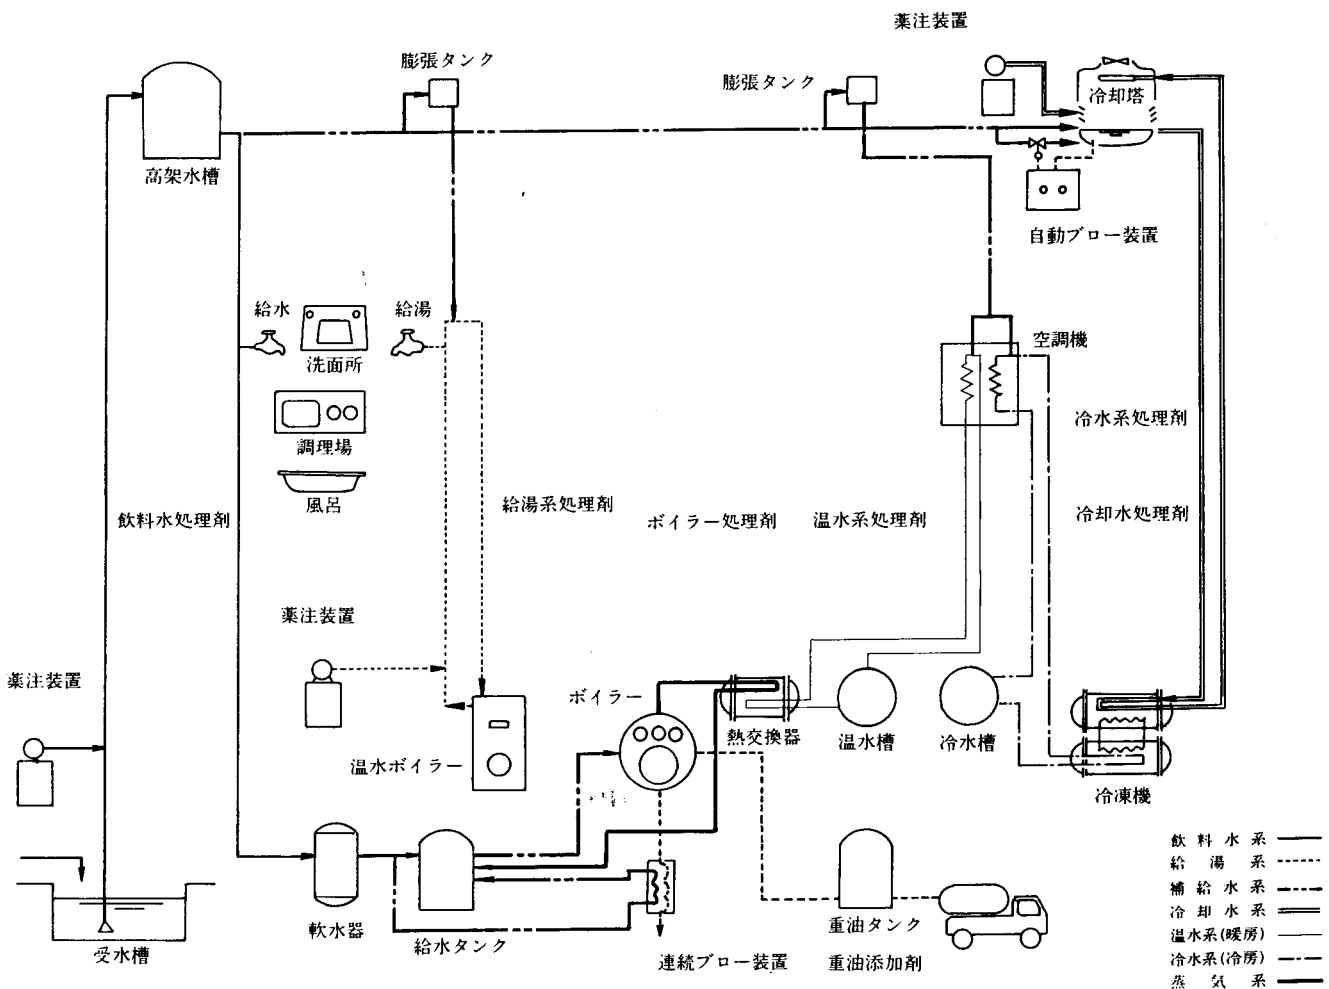 薬注装置
膨張タンク
膨張タンク
冷却塔
高架水槽
自動ブロー装置
給水
給湯
洗面所
空調機
調理場
冷水系処理剤
風呂
飲料水処理剤
給湯系処理剤
ボイラー処理剤
温水系処理剤
冷却水処理剤
薬注装置
薬注装置
ボイラー
熱交換器
温水槽
冷水槽
温水ボイラー
冷凍機
軟水器
給水タンク
重油タンク
受水槽
連続ブロー装置
重油添加剤
飲料水系
給湯系
補給水系
冷却水系
温水系(暖房)
冷水系(冷房)
蒸気系